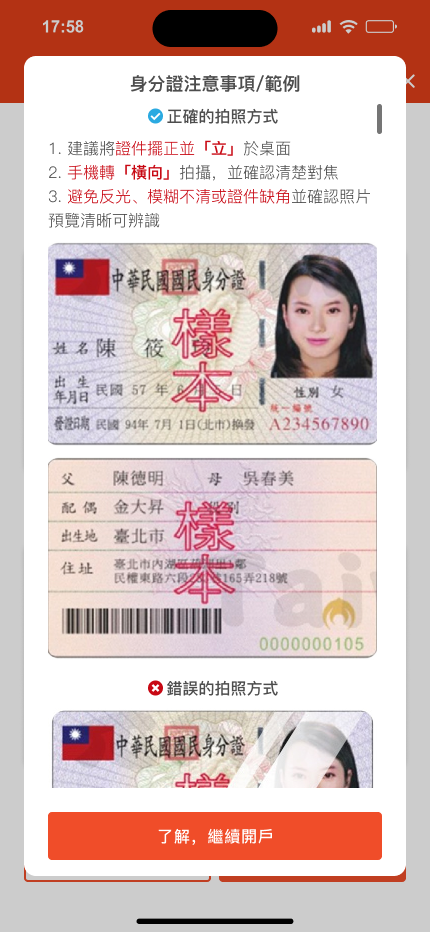 17:58
身分證注意事項/範例
正確的拍照方式
1. 建議將證件擺正並「立」於桌面
2. 手機轉「橫向」拍攝，並確認清楚對焦
3. 避免反光、模糊不清或證件缺角並確認照片
預覽清晰可辨識
中華民國國民身分證
樣本
姓名 陳 筱
出生年月日 民國 57 年 6 月 日
性別 女
統一編號
發證日期 民國 94年 7月 1日(北市)換發 A234567890
父 陳德明 母 吳春美
配偶 金大昇 役別
樣本
出生地 臺北市
住址 臺北市內湖區 鄰
民權東路六段 165弄218號
Tai
0000000105
錯誤的拍照方式
中華民國國民身分證
樣
了解，繼續開戶